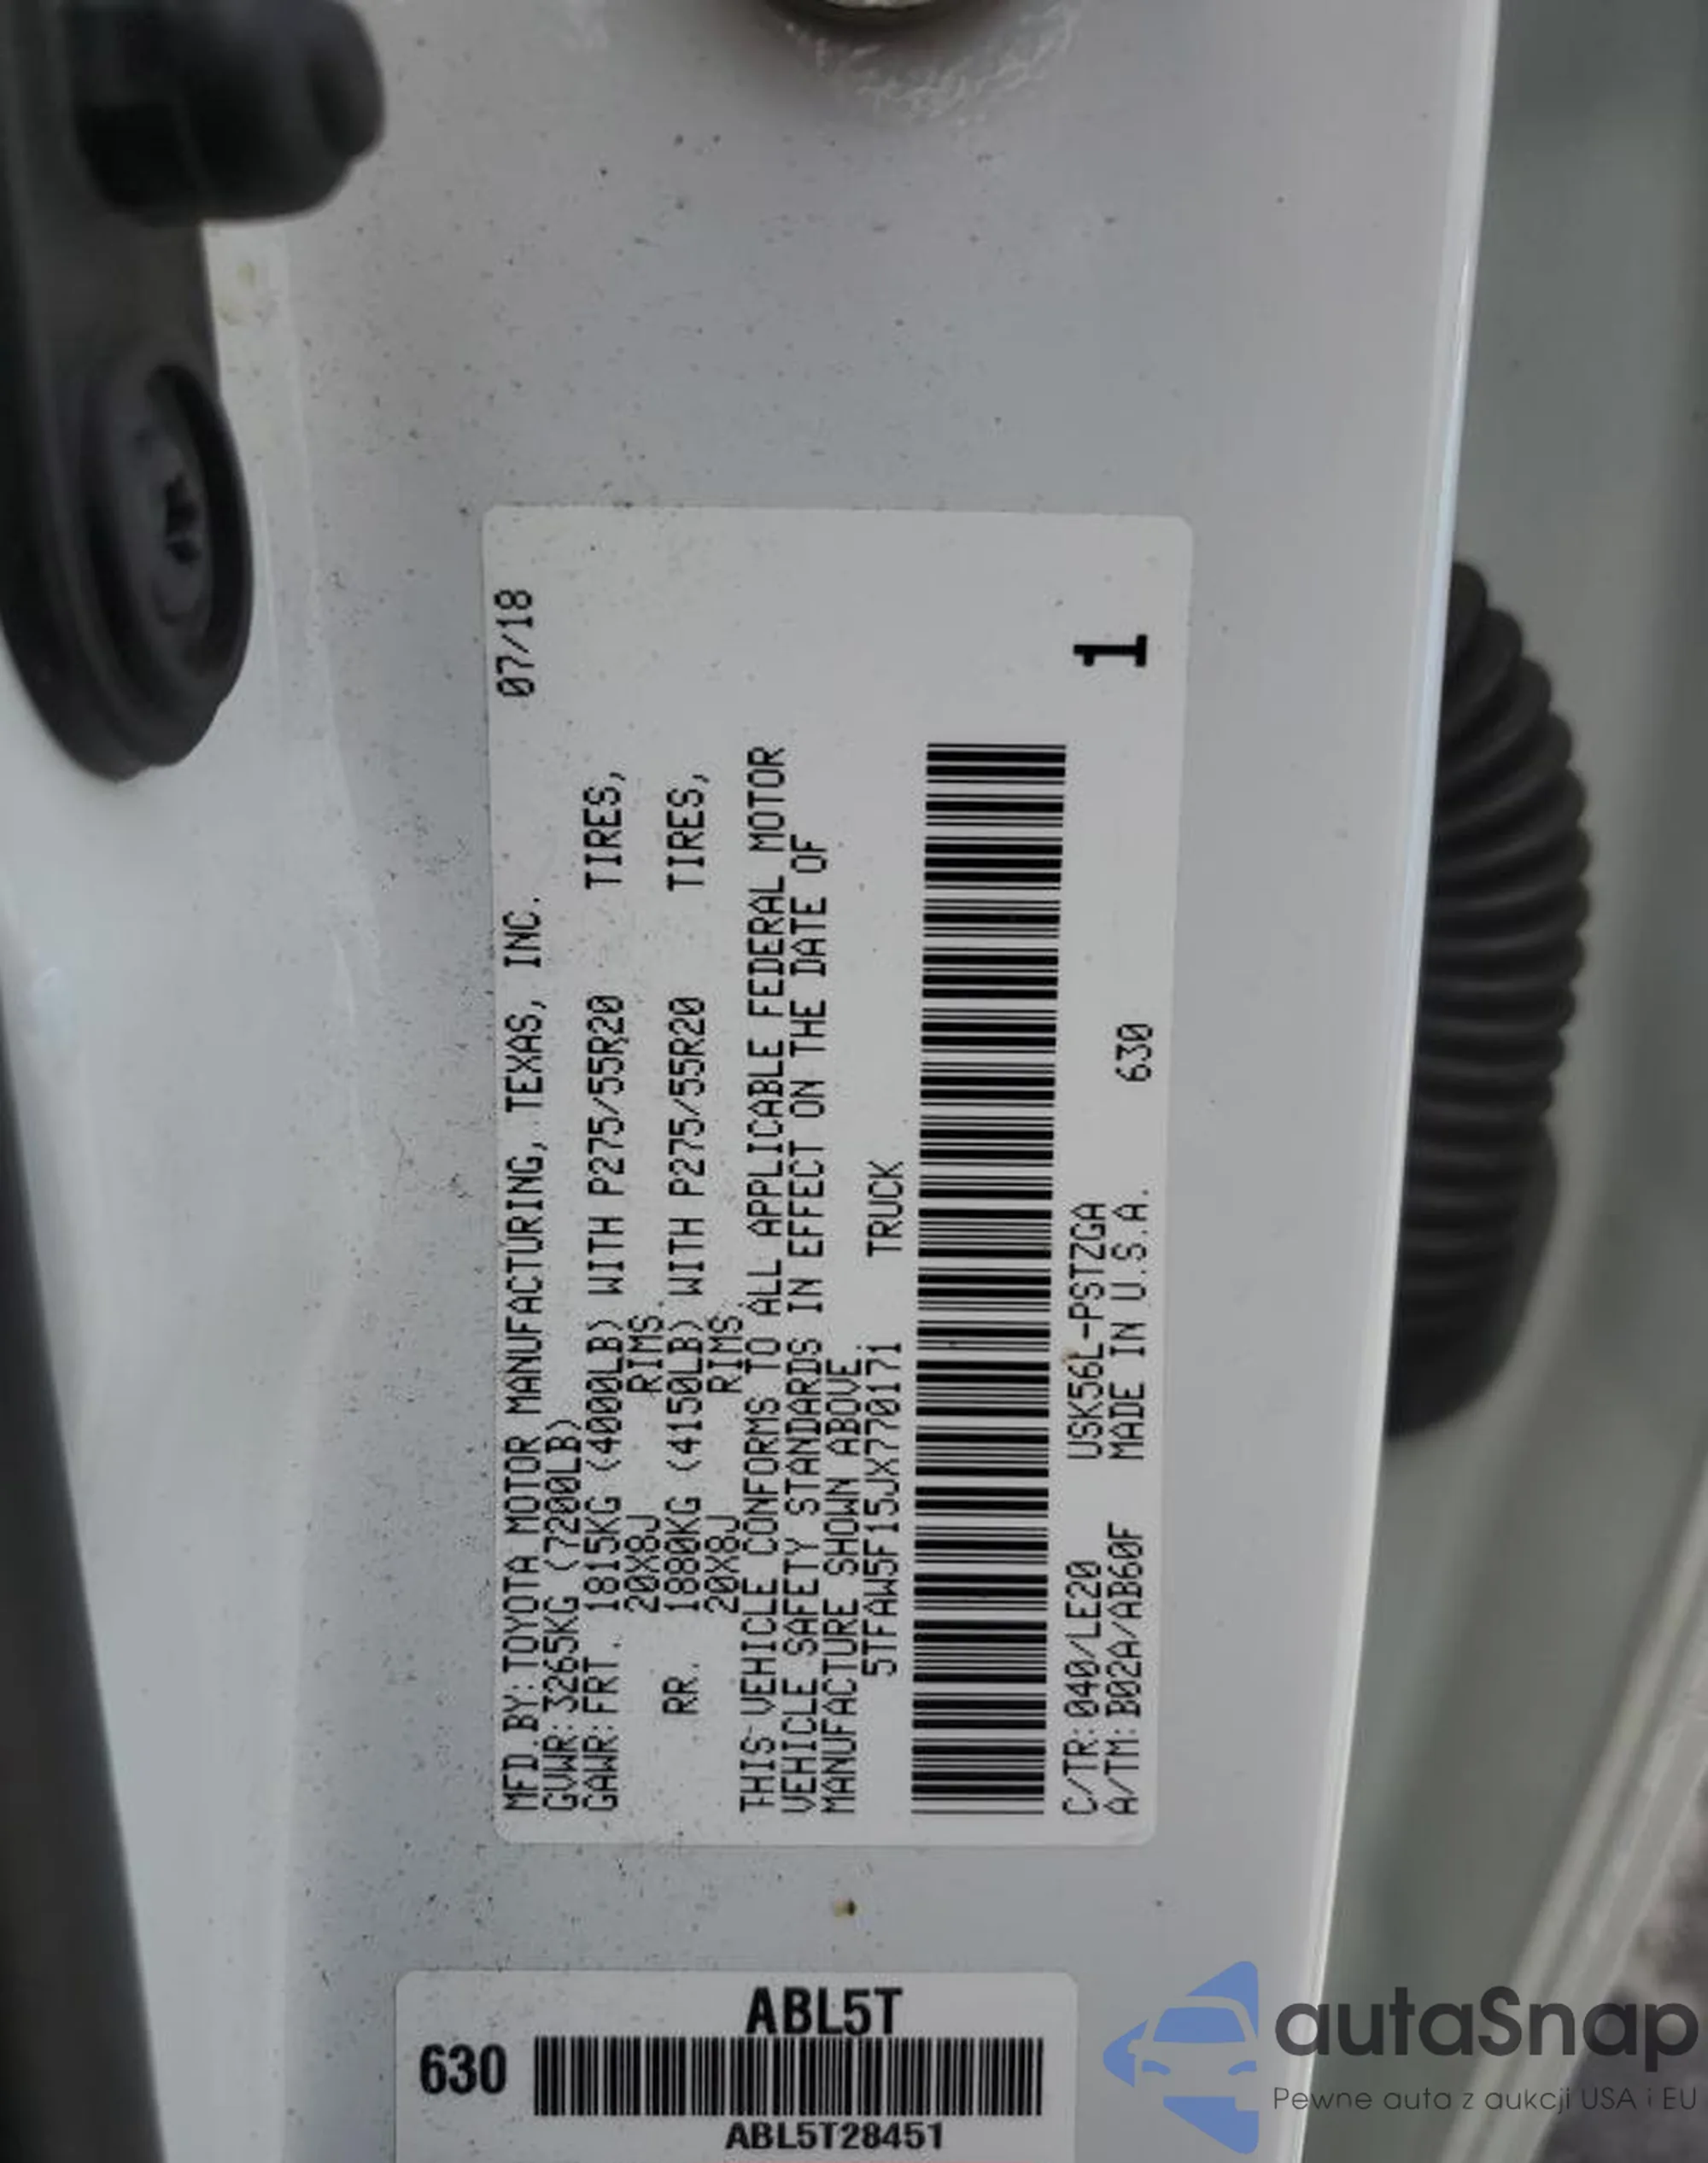 MFD.BY:TOYOTA MOTOR MANUFACTURING, TEXAS, INC. 07/18
GVWR:3265KG (7200LB)
GAWR:FRT. 1815KG (4000LB) WITH P275/55R20 TIRES,
20X8J RIMS.
RR. 1880KG (4150LB) WITH P275/55R20 TIRES,
20X8J RIMS.
THIS VEHICLE CONFORMS TO ALL APPLICABLE FEDERAL MOTOR
VEHICLE SAFETY STANDARDS IN EFFECT ON THE DATE OF
MANUFACTURE SHOWN ABOVE.
5TFAW5F15JX770171 TRUCK
C/TR:040/LE20 USK56L-PSTZGA
A/TM:B02A/AB60F MADE IN U.S.A. 630
1
ABL5T
630
ABL5T28451
autaSnap
Pewne auta z aukcji USA i EU